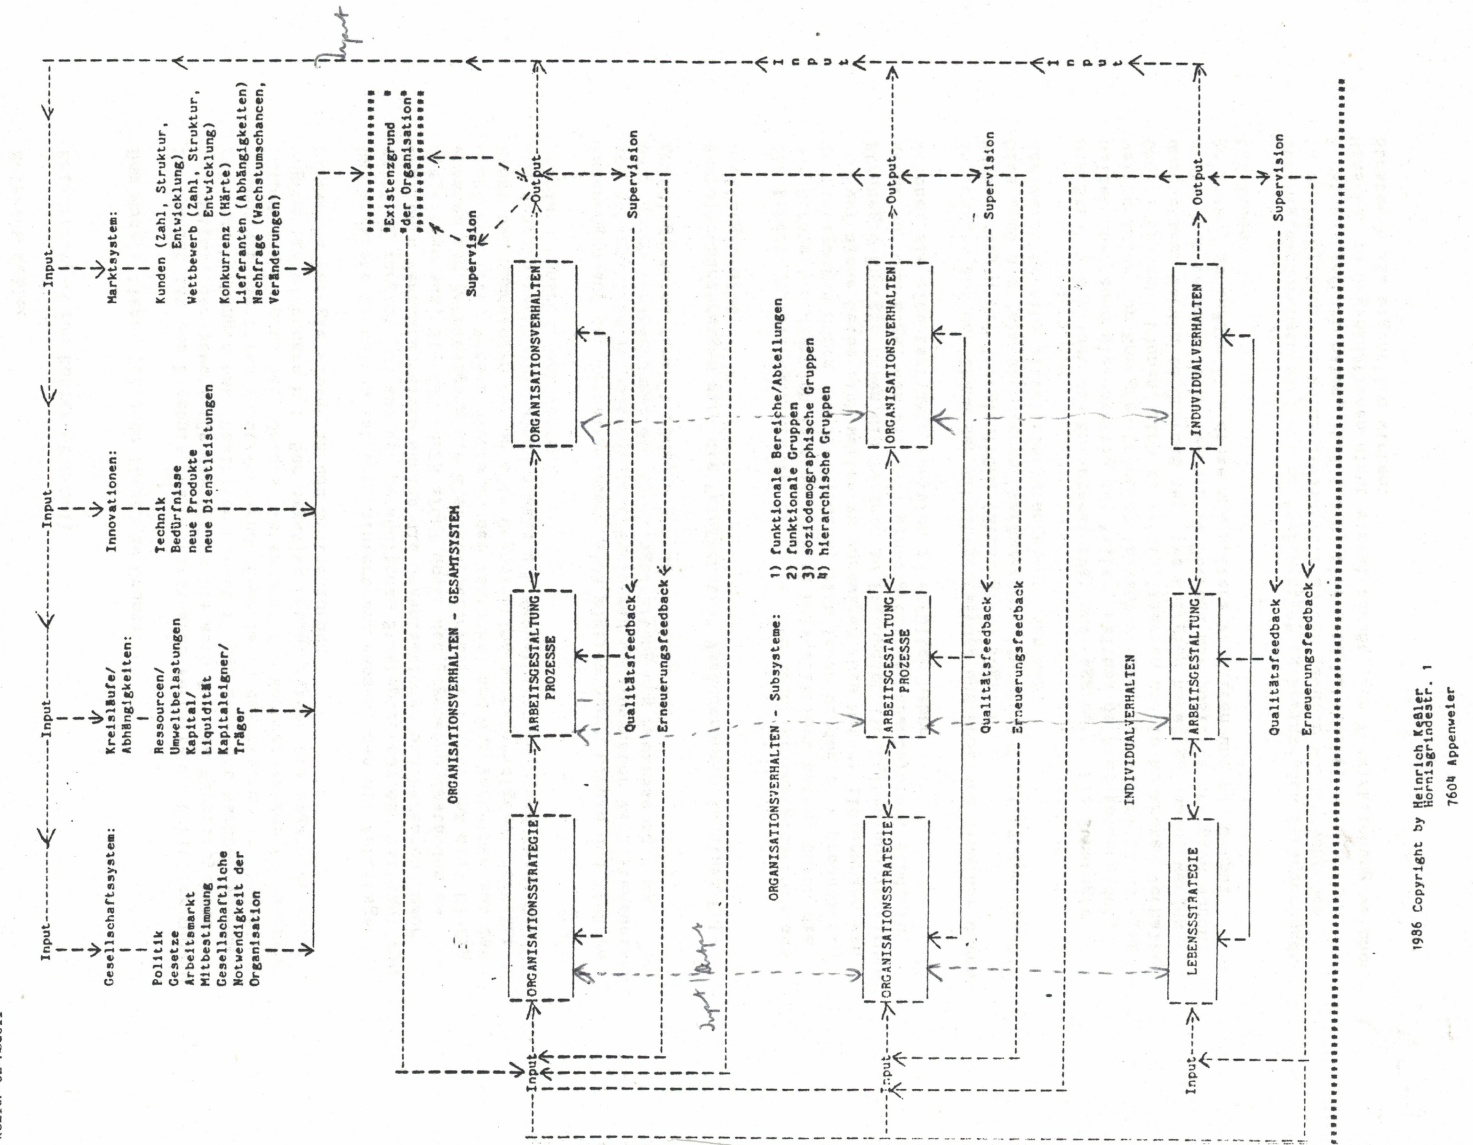 Input
Input
Input
Input
Gesellschaftssystem:
Politik
Gesetze
Arbeitsmarkt
Mitbestimmung
Gesellschaftliche
Notwendigkeit der
Organisation
Kreisläufe/
Abhängigkeiten:
Ressourcen/
Umweltbelastungen
Kapital/
Liquidität
Kapitaleigner/
Träger
Innovationen:
Technik
Bedürfnisse
neue Produkte
neue Dienstleistungen
Marktsystem:
Kunden (Zahl, Struktur,
Entwicklung)
Wettbewerb (Zahl, Struktur,
Entwicklung)
Konkurrenz (Härte)
Lieferanten (Abhängigkeiten)
Nachfrage (Wachstumschancen,
Veränderungen)
Input
*Existenzgrund *
*der Organisation*
ORGANISATIONSVERHALTEN - GESAMTSYSTEM
Supervision
Input
ORGANISATIONSSTRATEGIE
ARBEITSGESTALTUNG
PROZESSE
ORGANISATIONSVERHALTEN
Output
Qualitätsfeedback
Supervision
Erneuerungsfeedback
Input/Output
Input
ORGANISATIONSVERHALTEN - Subsysteme:
1) funktionale Bereiche/Abteilungen
2) funktionale Gruppen
3) soziodemographische Gruppen
4) hierarchische Gruppen
Input
ORGANISATIONSSTRATEGIE
ARBEITSGESTALTUNG
PROZESSE
ORGANISATIONSVERHALTEN
Output
Qualitätsfeedback
Supervision
Erneuerungsfeedback
Input
INDIVIDUALVERHALTEN
Input
LEBENSSTRATEGIE
ARBEITSGESTALTUNG
INDUVIDUALVERHALTEN
Output
Qualitätsfeedback
Supervision
Erneuerungsfeedback
1986 Copyright by Heinrich Keßler
Hornisgrindestr. 1
7604 Appenweier